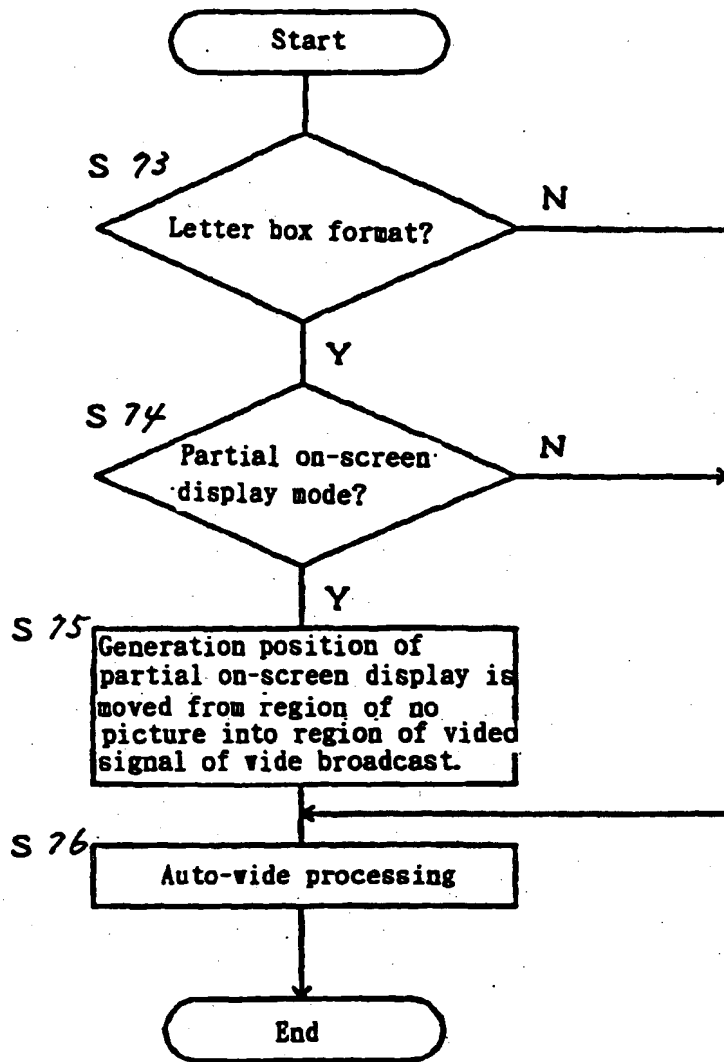 Start
S 73
Letter box format?
N
Y
S 74
Partial on-screen
display mode?
N
Y
S 75
Generation position of
partial on-screen display is
moved from region of no
picture into region of video
signal of wide broadcast.
S 76
Auto-wide processing
End